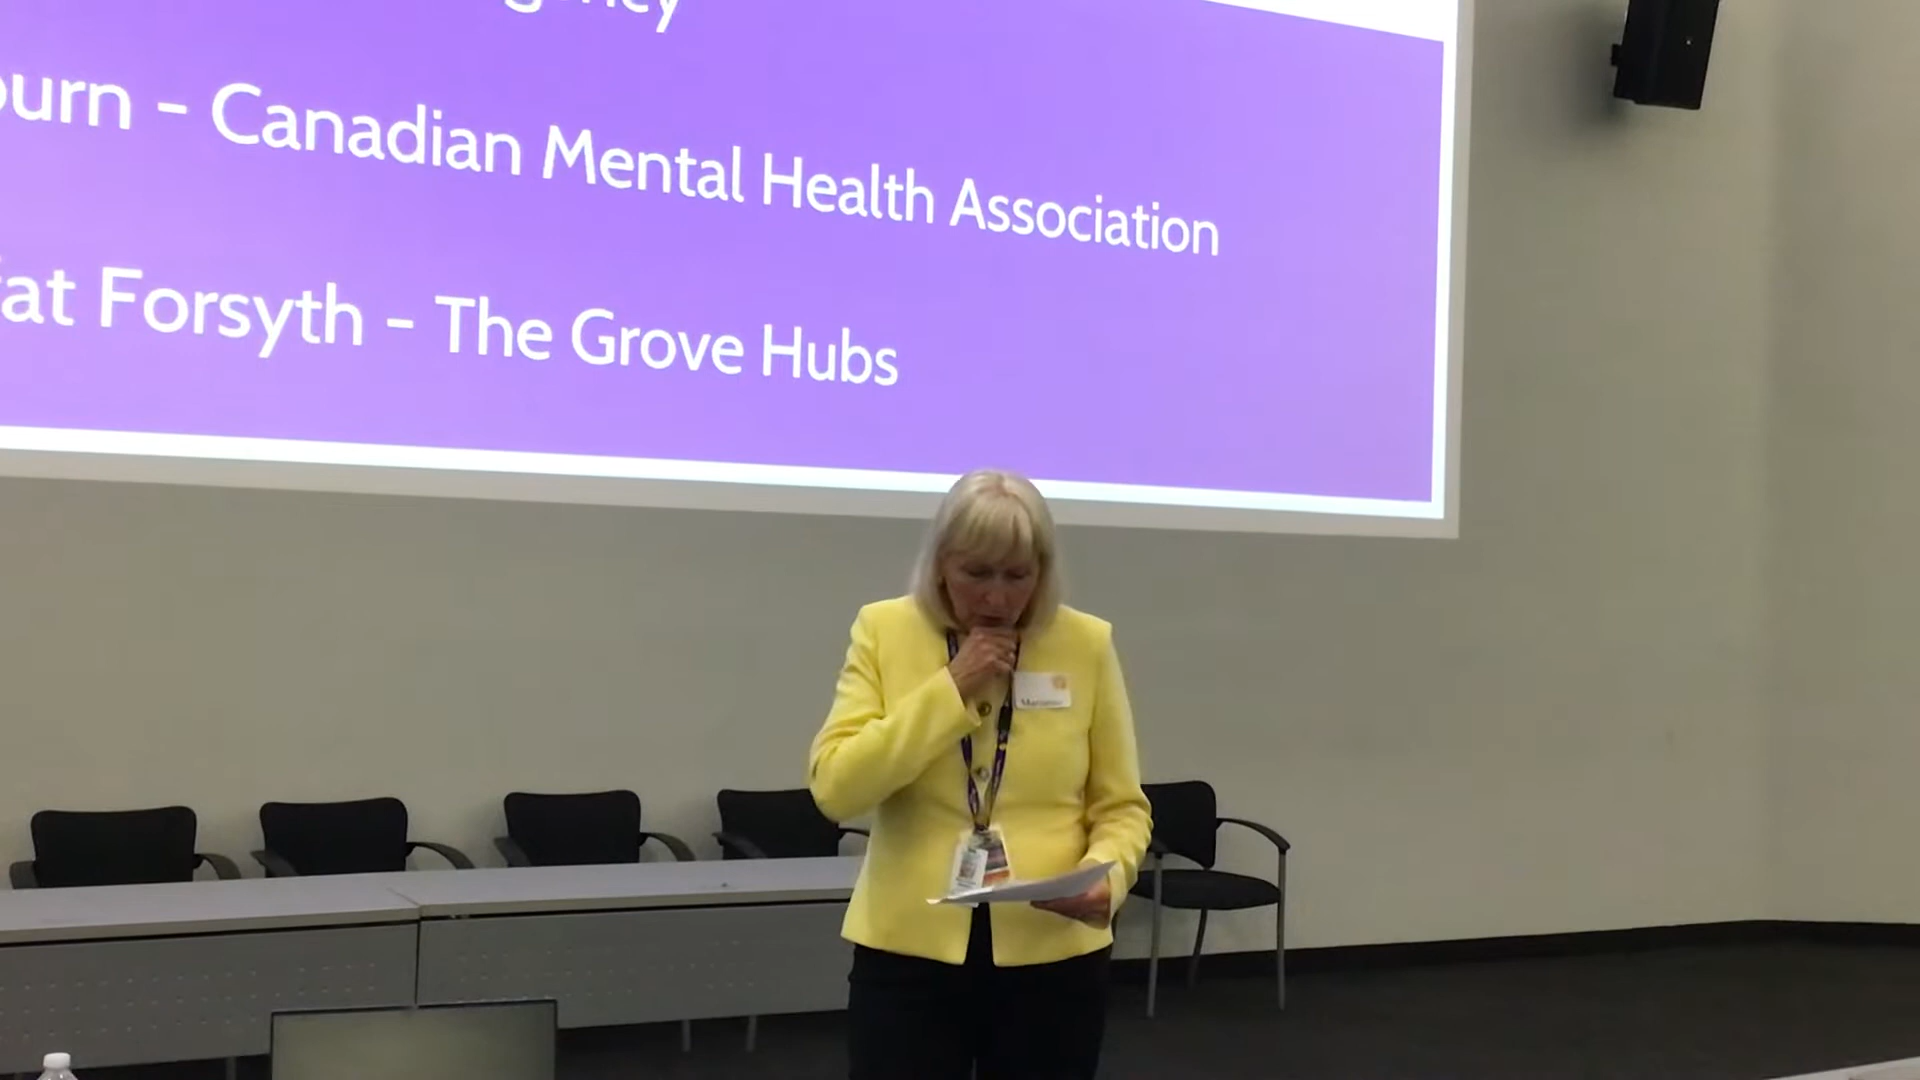 ourn - Canadian Mental Health Association
fat Forsyth - The Grove Hubs